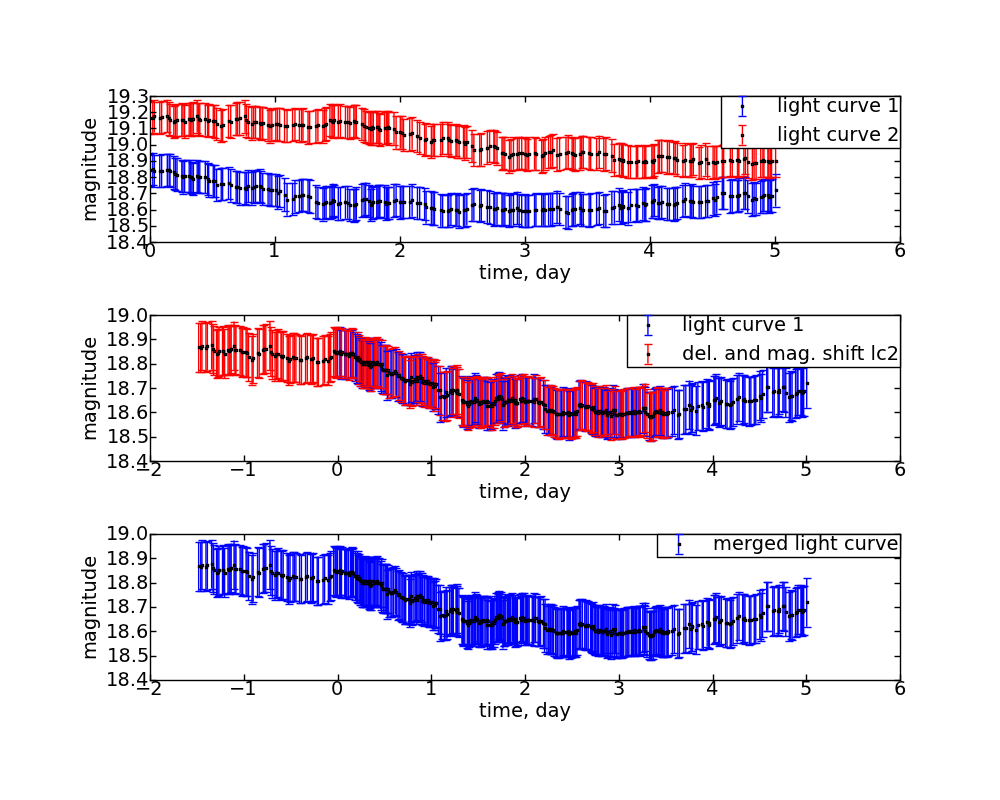 19.3
19.2
19.1
19.0
18.9
18.8
18.7
18.6
18.5
18.4
magnitude
light curve 1
light curve 2
0 1 2 3 4 5 6
time, day
19.0
18.9
18.8
18.7
18.6
18.5
18.4
magnitude
light curve 1
del. and mag. shift lc2
−2 −1 0 1 2 3 4 5 6
time, day
19.0
18.9
18.8
18.7
18.6
18.5
18.4
magnitude
merged light curve
−2 −1 0 1 2 3 4 5 6
time, day